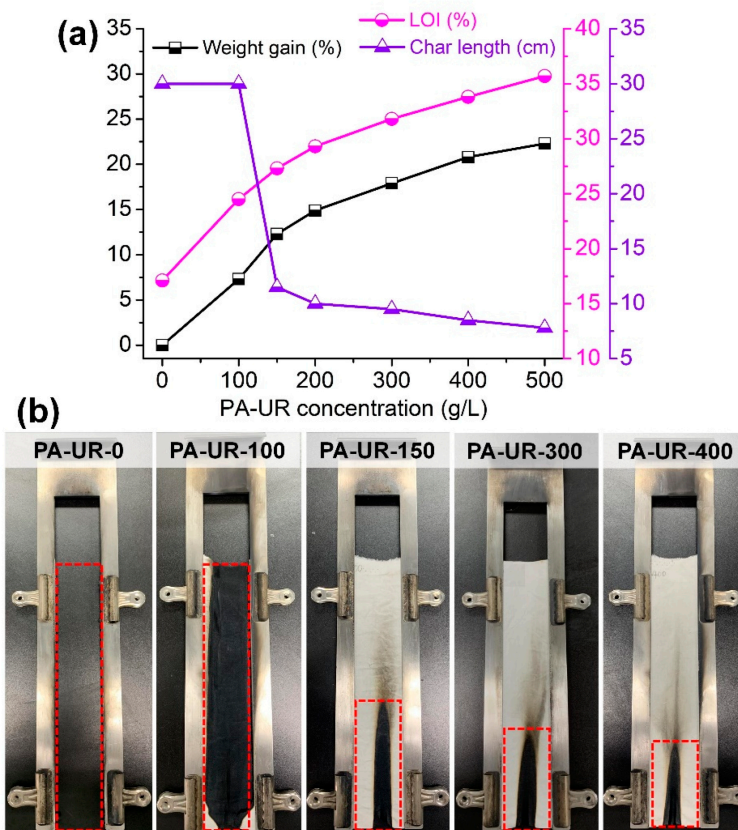 (a)
Weight gain (%)
LOI (%)
Char length (cm)
35
30
25
20
15
10
5
0
40
35
30
25
20
15
10
35
30
25
20
15
10
5
0 100 200 300 400 500
PA-UR concentration (g/L)
(b)
PA-UR-0 PA-UR-100 PA-UR-150 PA-UR-300 PA-UR-400